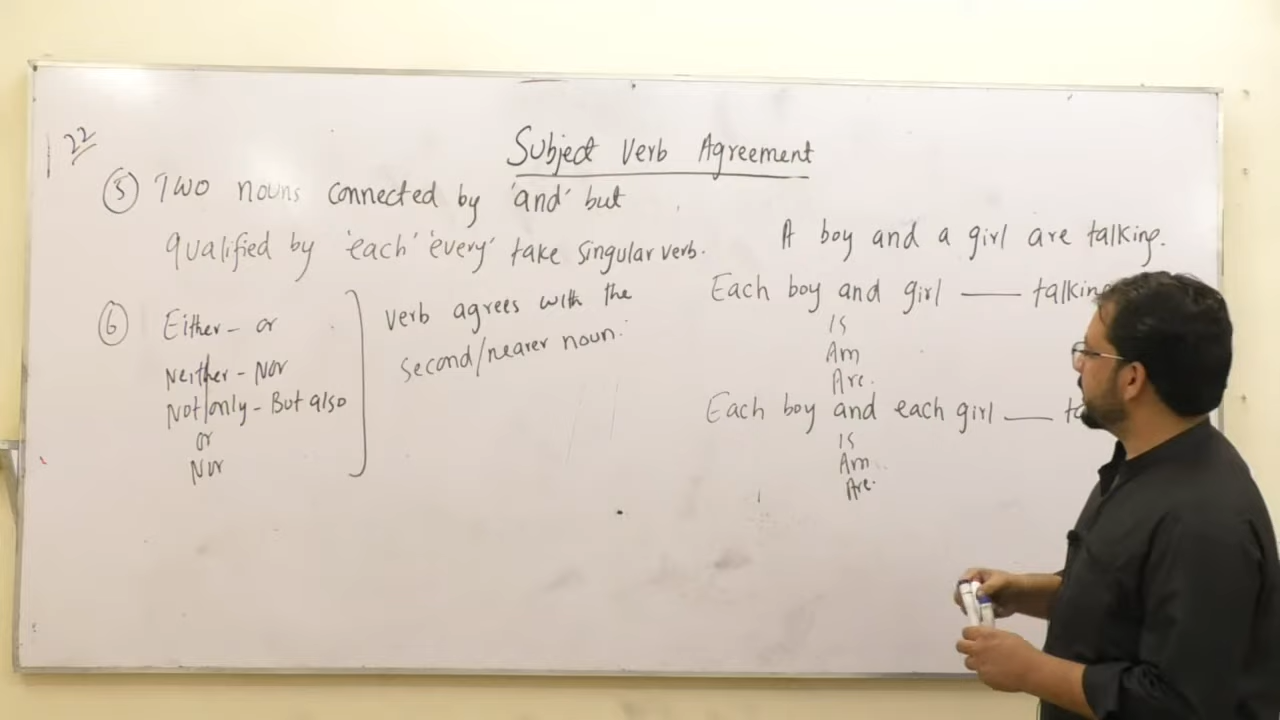 Subject Verb Agreement
22
⑤ Two nouns connected by 'and' but
qualified by 'each' 'every' take singular verb.
⑥ Either - or
Neither - Nor
Not only - But also
or
Nor
verb agrees with the
second/nearer noun.
A boy and a girl are talking.
Each boy and girl ___ talking
Is
Am
Are.
Each boy and each girl ___
Is
Am
Are.